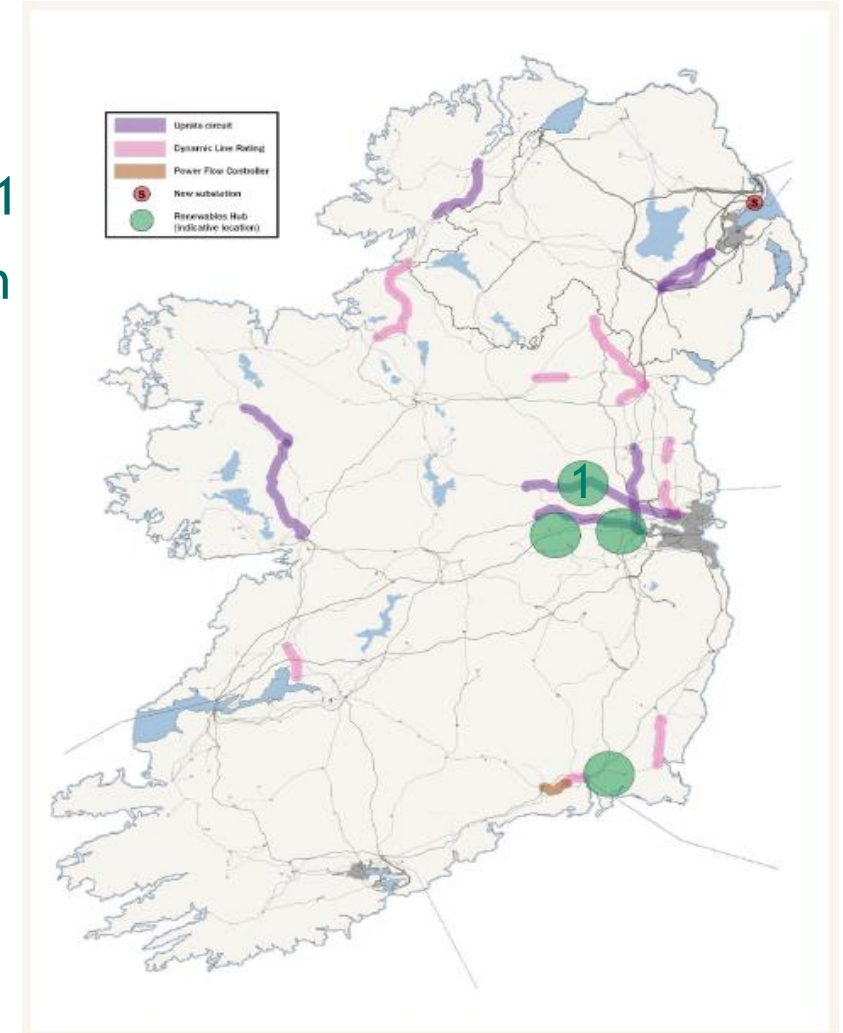 Uprate circuit
Dynamic Line Rating
Power Flow Controller
S New substation
Renewables Hub
(indicative location)
1
n
S
1